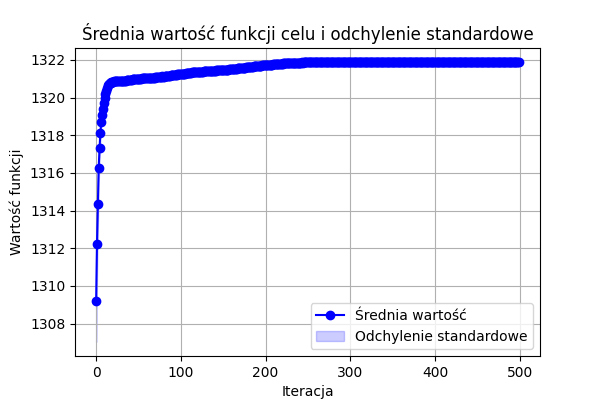 Średnia wartość funkcji celu i odchylenie standardowe
Wartość funkcji
1322
1320
1318
1316
1314
1312
1310
1308
Średnia wartość
Odchylenie standardowe
0
100
200
300
400
500
Iteracja